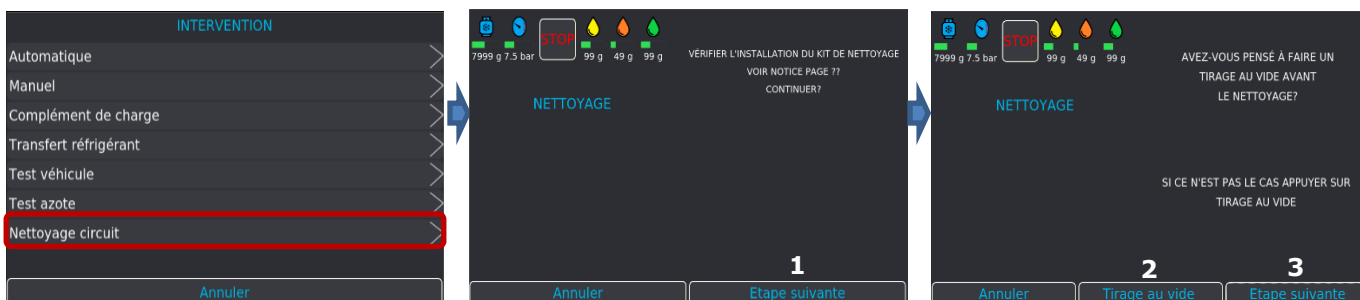 INTERVENTION
Automatique
Manuel
Complément de charge
Transfert réfrigérant
Test véhicule
Test azote
Nettoyage circuit
Annuler
STOP
7999 g 7.5 bar 99 g 49 g 99 g
NETTOYAGE
VÉRIFIER L'INSTALLATION DU KIT DE NETTOYAGE
VOIR NOTICE PAGE ??
CONTINUER?
1
Annuler Etape suivante
STOP
7999 g 7.5 bar 99 g 49 g 99 g
NETTOYAGE
AVEZ-VOUS PENSÉ À FAIRE UN
TIRAGE AU VIDE AVANT
LE NETTOYAGE?
SI CE N'EST PAS LE CAS APPUYER SUR
TIRAGE AU VIDE
2 3
Annuler Tirage au vide Etape suivante